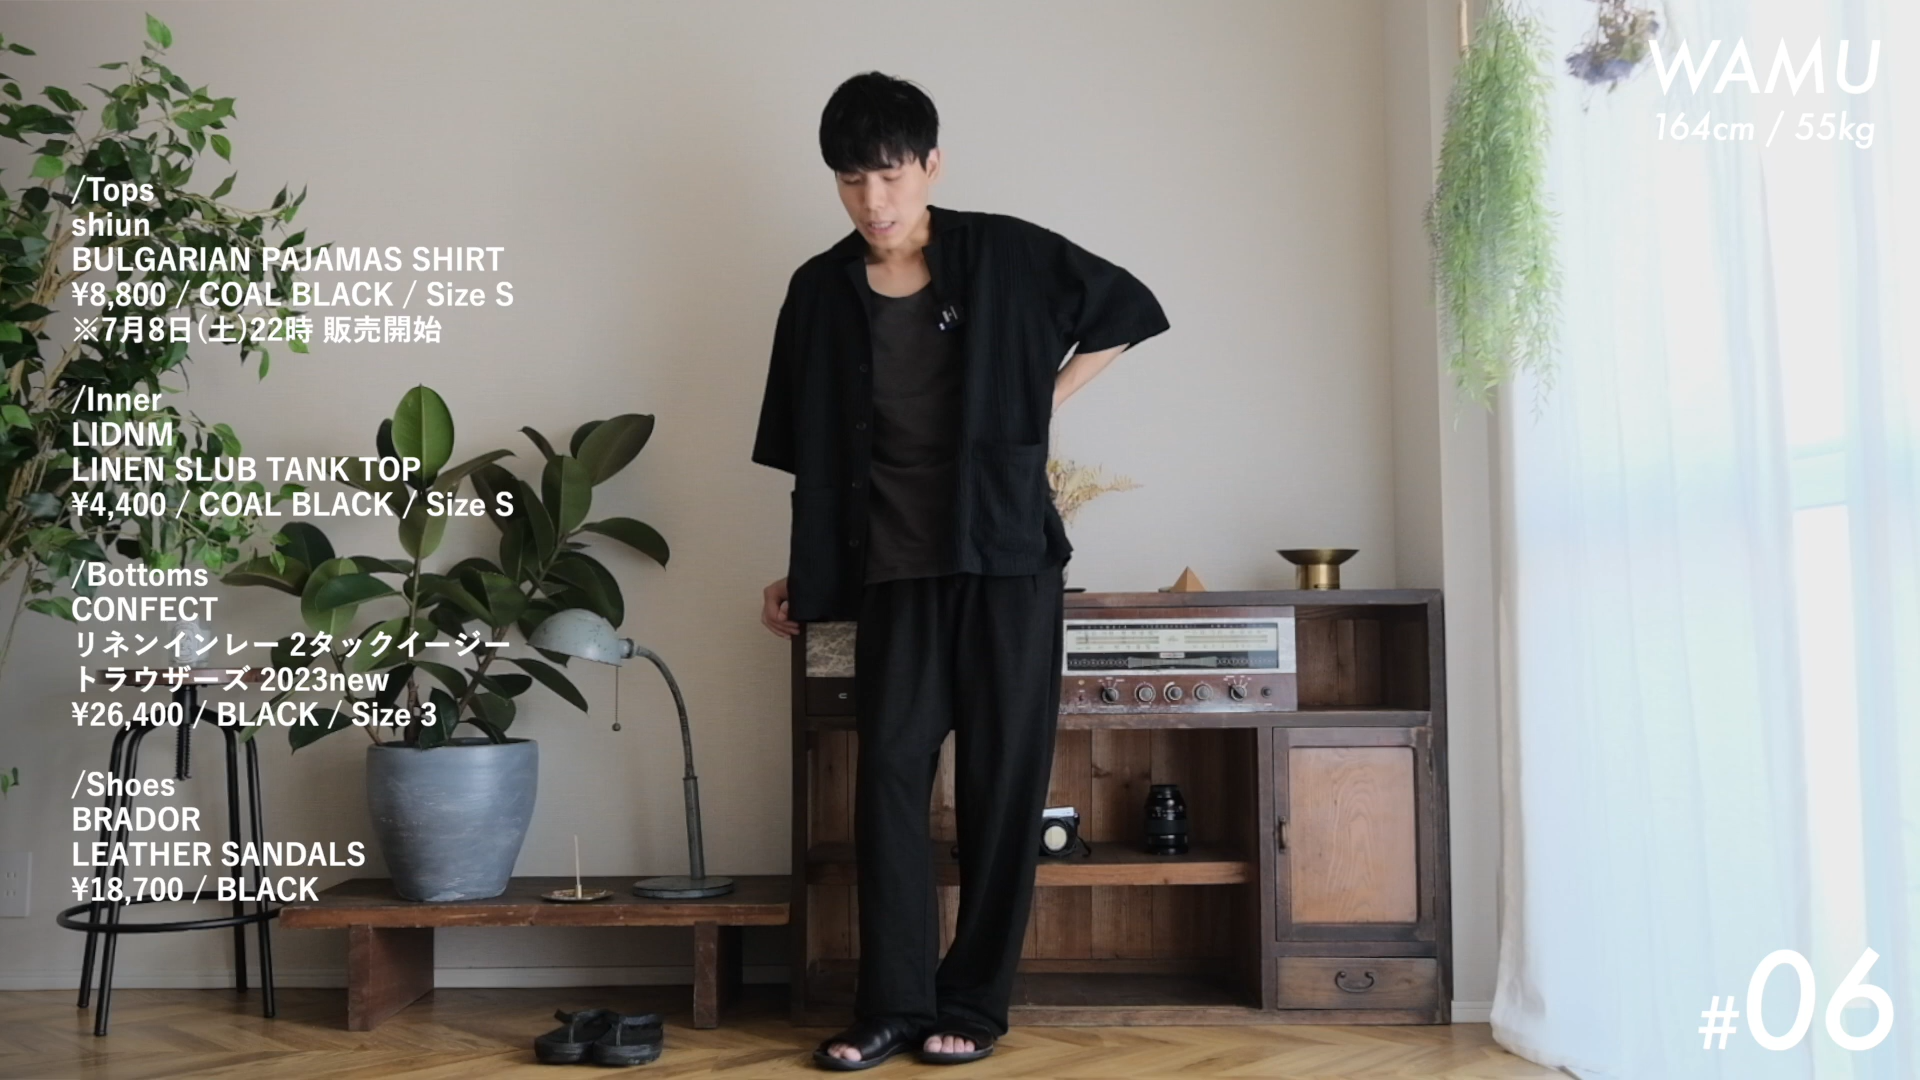 WAMU
164cm / 55kg
/Tops
shiun
BULGARIAN PAJAMAS SHIRT
¥8,800 / COAL BLACK / Size S
※7月8日(土)22時 販売開始
/Inner
LIDNM
LINEN SLUB TANK TOP
¥4,400 / COAL BLACK / Size S
/Bottoms
CONFECT
リネンインレー 2タックイージー
トラウザーズ 2023new
¥26,400 / BLACK / Size 3
/Shoes
BRADOR
LEATHER SANDALS
¥18,700 / BLACK
#06